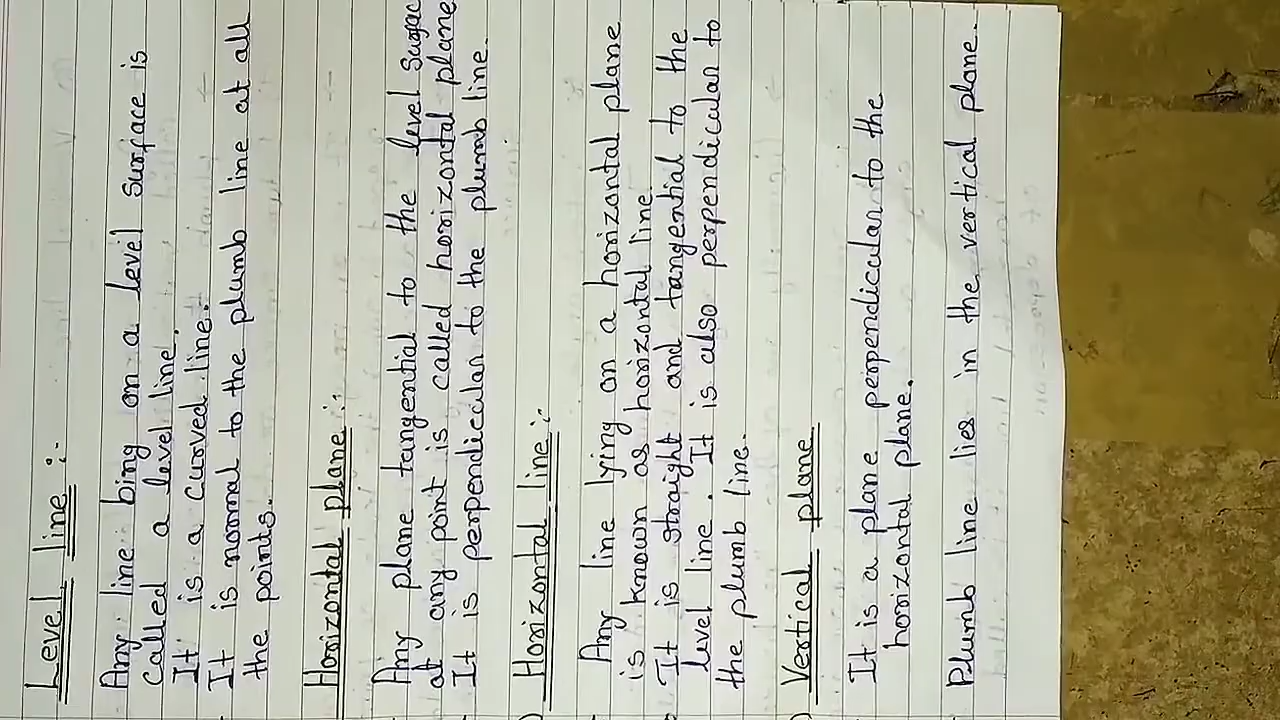 Level line :-
Any line bing on a level surface is
called a level line.
It is a curved line.
It is normal to the plumb line at all
the points.
Horizontal plane :-
Any plane tangential to the level surfac
at any point is called horizontal plane
It is perpendicular to the plumb line.
Horizontal line :-
Any line lying on a horizontal plane
is known as horizontal line.
It is straight and tangential to the
level line. It is also perpendicular to
the plumb line.
Vertical plane
It is a plane perpendicular to the
horizontal plane.
Plumb line lies in the vertical plane.